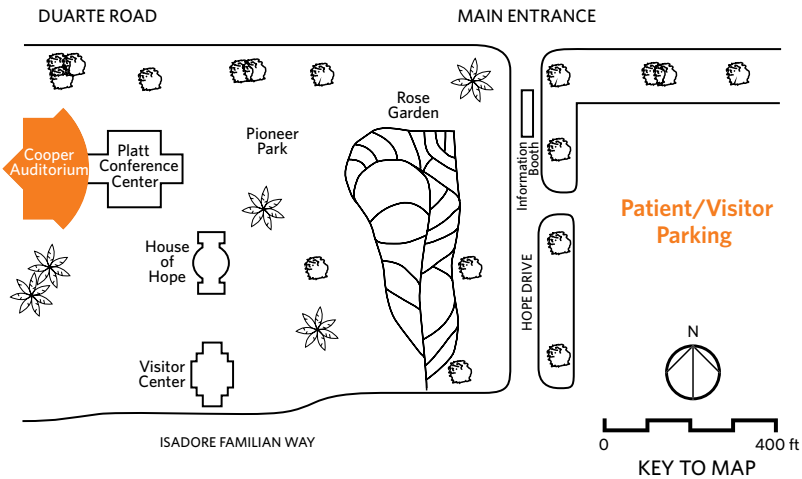 DUARTE ROAD
MAIN ENTRANCE
Rose
Garden
Pioneer
Park
Cooper
Auditorium
Platt
Conference
Center
Information
Booth
Patient/Visitor
Parking
House
of
Hope
HOPE DRIVE
Visitor
Center
N
ISADORE FAMILIAN WAY
0
400 ft
KEY TO MAP